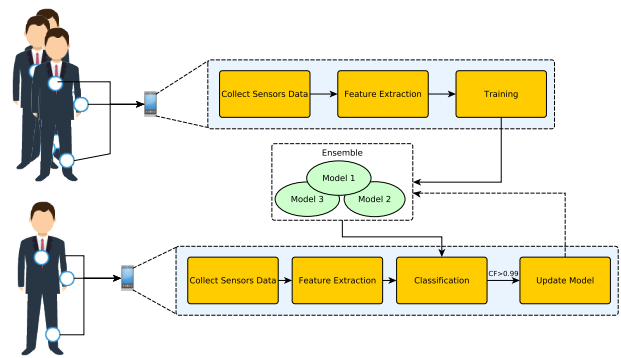 Collect Sensors Data
Feature Extraction
Training
Ensemble
Model 1
Model 3
Model 2
Collect Sensors Data
Feature Extraction
Classification
CF>0.99
Update Model